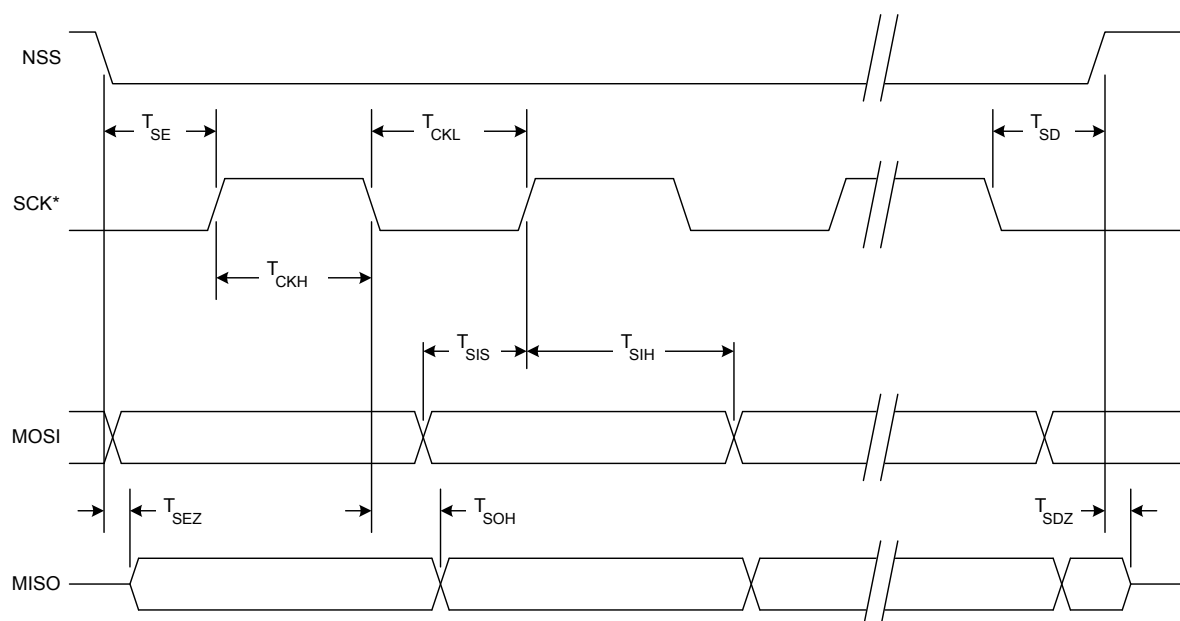 NSS
T_SE
T_CKL
T_SD
SCK*
T_CKH
T_SIS
T_SIH
MOSI
T_SEZ
T_SOH
T_SDZ
MISO